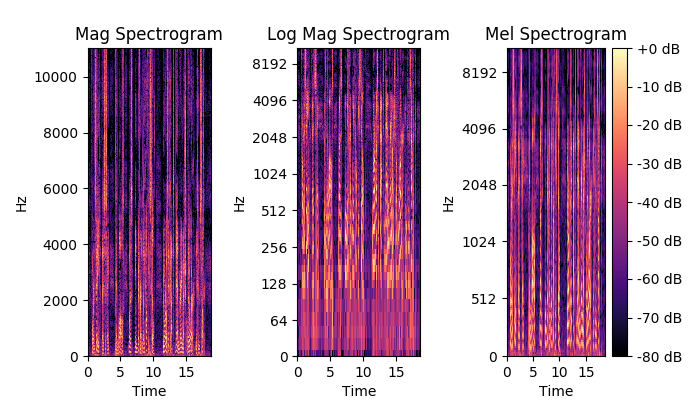 Mag Spectrogram
Log Mag Spectrogram
Mel Spectrogram
10000
8000
6000
4000
2000
0
Hz
0 5 10 15
Time
8192
4096
2048
1024
512
256
128
64
0
Hz
0 5 10 15
Time
8192
4096
2048
1024
512
0
Hz
0 5 10 15
Time
+0 dB
-10 dB
-20 dB
-30 dB
-40 dB
-50 dB
-60 dB
-70 dB
-80 dB